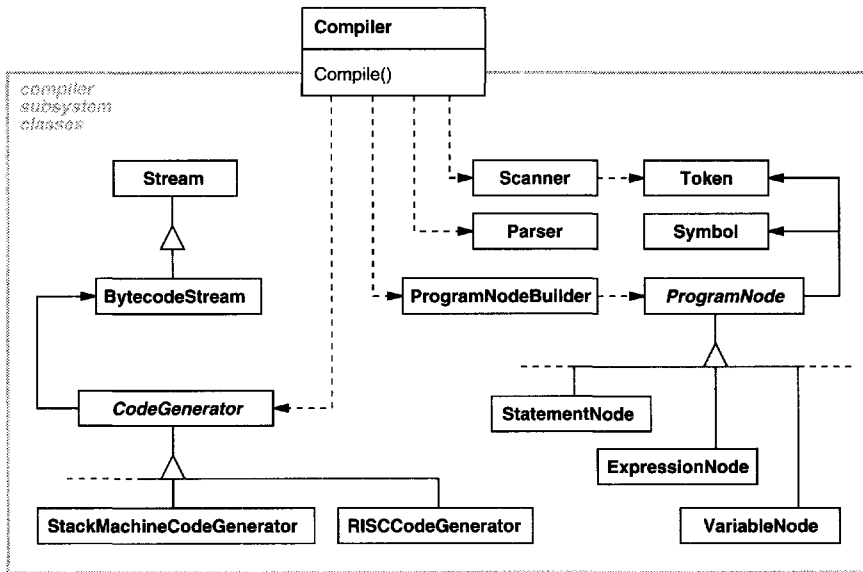 Compiler
Compile()
compiler
subsystem
classes
Stream
Scanner
Token
Parser
Symbol
BytecodeStream
ProgramNodeBuilder
ProgramNode
CodeGenerator
StatementNode
ExpressionNode
StackMachineCodeGenerator
RISCCodeGenerator
VariableNode